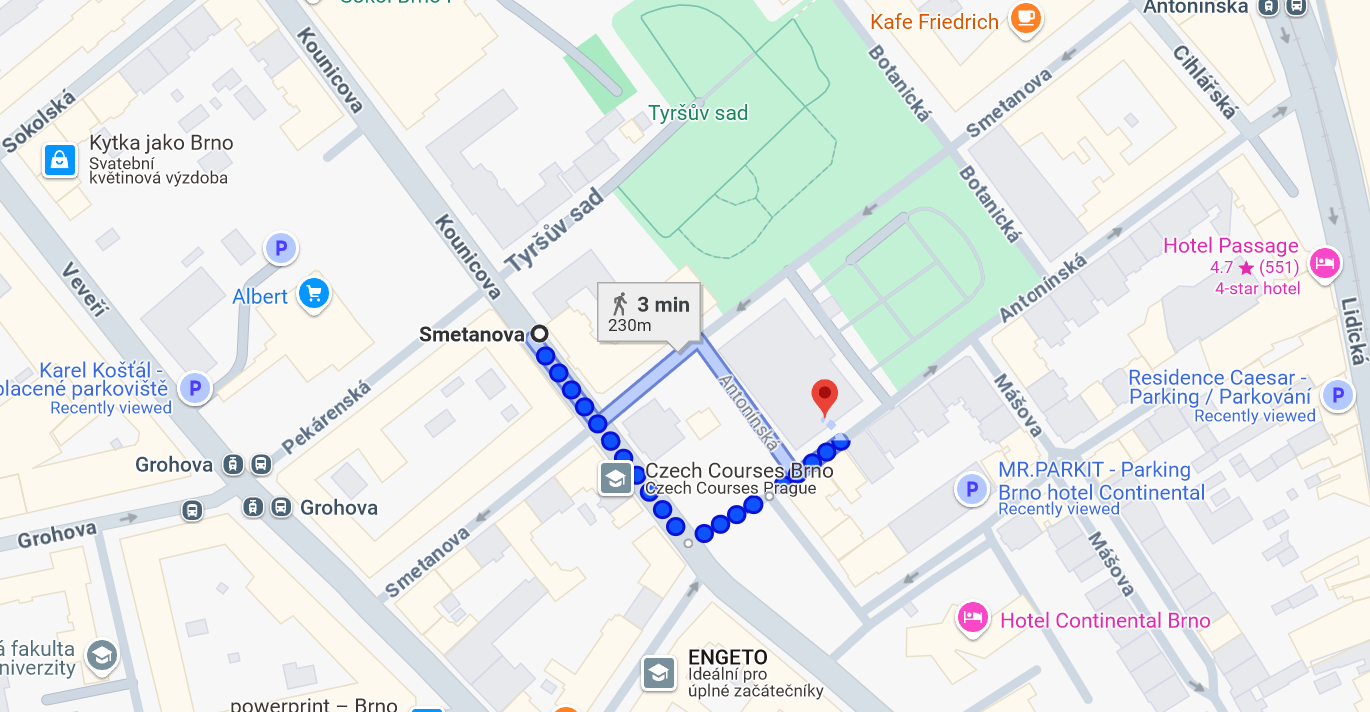 Antonínská
Kafe Friedrich
Kounicova
Botanická
Cihlářská
Smetanova
Sokolská
Tyršův sad
Kytka jako Brno
Svatební
květinová výzdoba
Botanická
Tyršův sad
Kounicova
Hotel Passage
4.7 ★ (551)
4-star hotel
Antonínská
Veveří
Albert
3 min
230m
Smetanova
Lidická
Karel Košťál -
placené parkoviště
Recently viewed
Antonínská
Mášova
Residence Caesar -
Parking / Parkování
Recently viewed
Pekárenská
Grohova
Czech Courses Brno
Czech Courses Prague
MR.PARKIT - Parking
Brno hotel Continental
Recently viewed
Grohova
Grohova
Smetanova
Mášova
Hotel Continental Brno
á fakulta
niverzity
ENGETO
Ideální pro
úplné začátečníky
powerprint – Brno